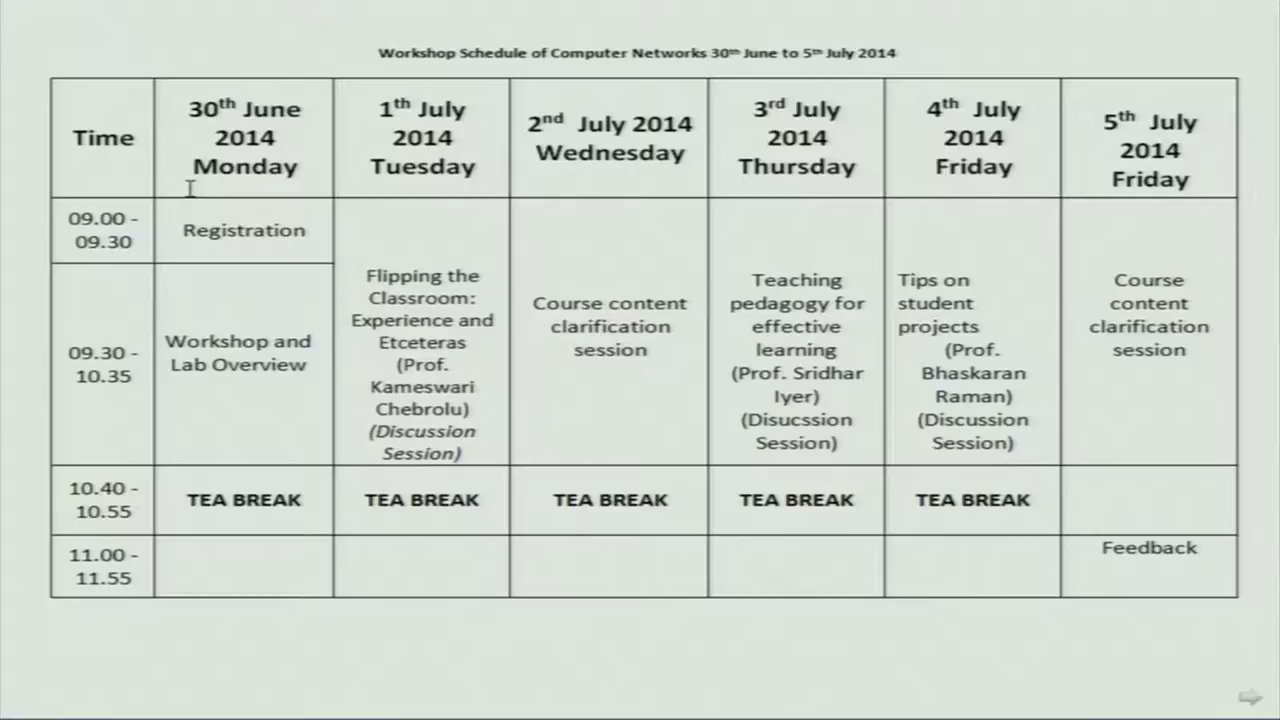 Workshop Schedule of Computer Networks 30th June to 5th July 2014
Time
30th June
2014
Monday
1th July
2014
Tuesday
2nd July 2014
Wednesday
3rd July
2014
Thursday
4th July
2014
Friday
5th July
2014
Friday
09.00 -
09.30
Registration
09.30 -
10.35
Workshop and
Lab Overview
Flipping the
Classroom:
Experience and
Etceteras
(Prof.
Kameswari
Chebrolu)
(Discussion
Session)
Course content
clarification
session
Teaching
pedagogy for
effective
learning
(Prof. Sridhar
Iyer)
(Disucssion
Session)
Tips on
student
projects
(Prof.
Bhaskaran
Raman)
(Discussion
Session)
Course
content
clarification
session
10.40 -
10.55
TEA BREAK
TEA BREAK
TEA BREAK
TEA BREAK
TEA BREAK
11.00 -
11.55
Feedback